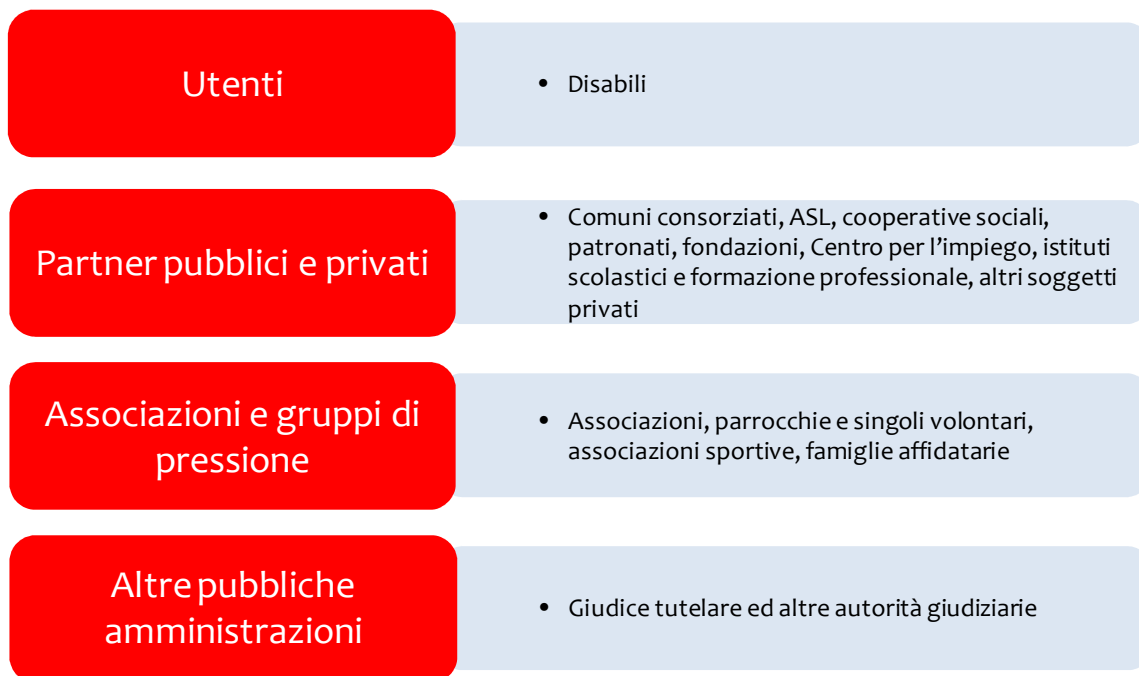 Utenti
• Disabili
Partner pubblici e privati
• Comuni consorziati, ASL, cooperative sociali,
patronati, fondazioni, Centro per l’impiego, istituti
scolastici e formazione professionale, altri soggetti
privati
Associazioni e gruppi di
pressione
• Associazioni, parrocchie e singoli volontari,
associazioni sportive, famiglie affidatarie
Altre pubbliche
amministrazioni
• Giudice tutelare ed altre autorità giudiziarie